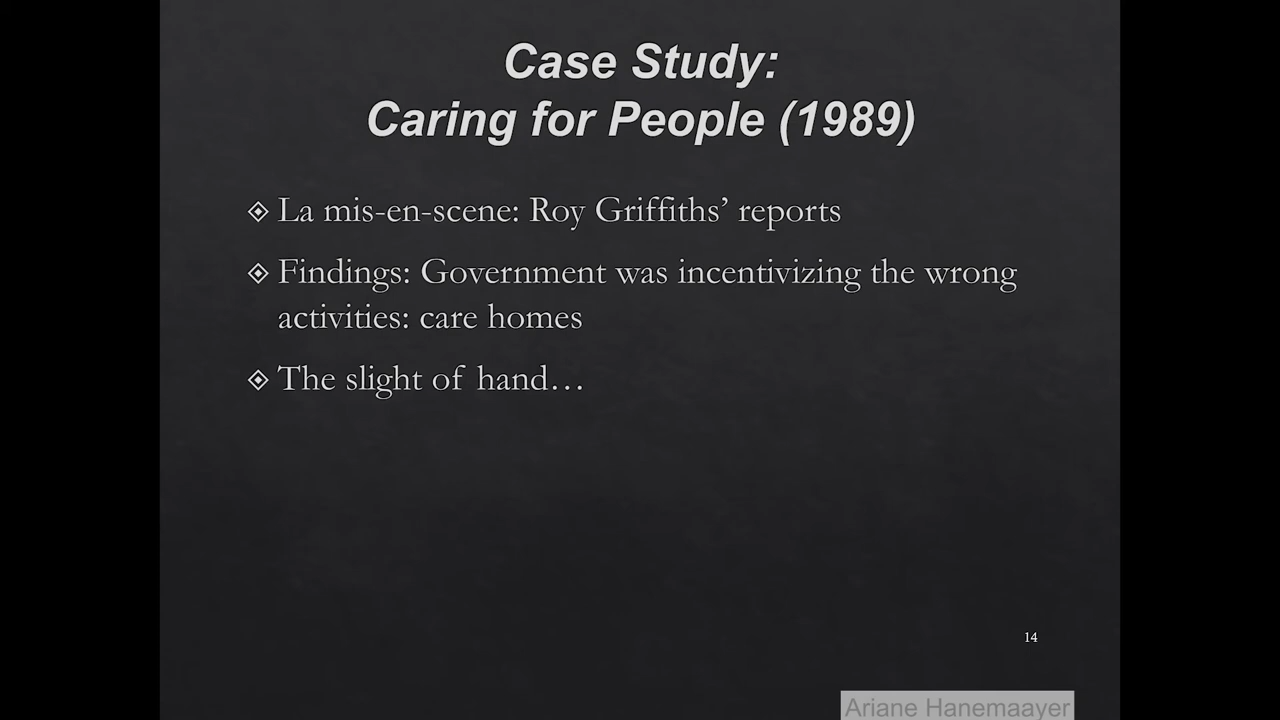 Case Study:
Caring for People (1989)
La mis-en-scene: Roy Griffiths’ reports
Findings: Government was incentivizing the wrong
activities: care homes
The slight of hand…
14
Ariane Hanemaayer